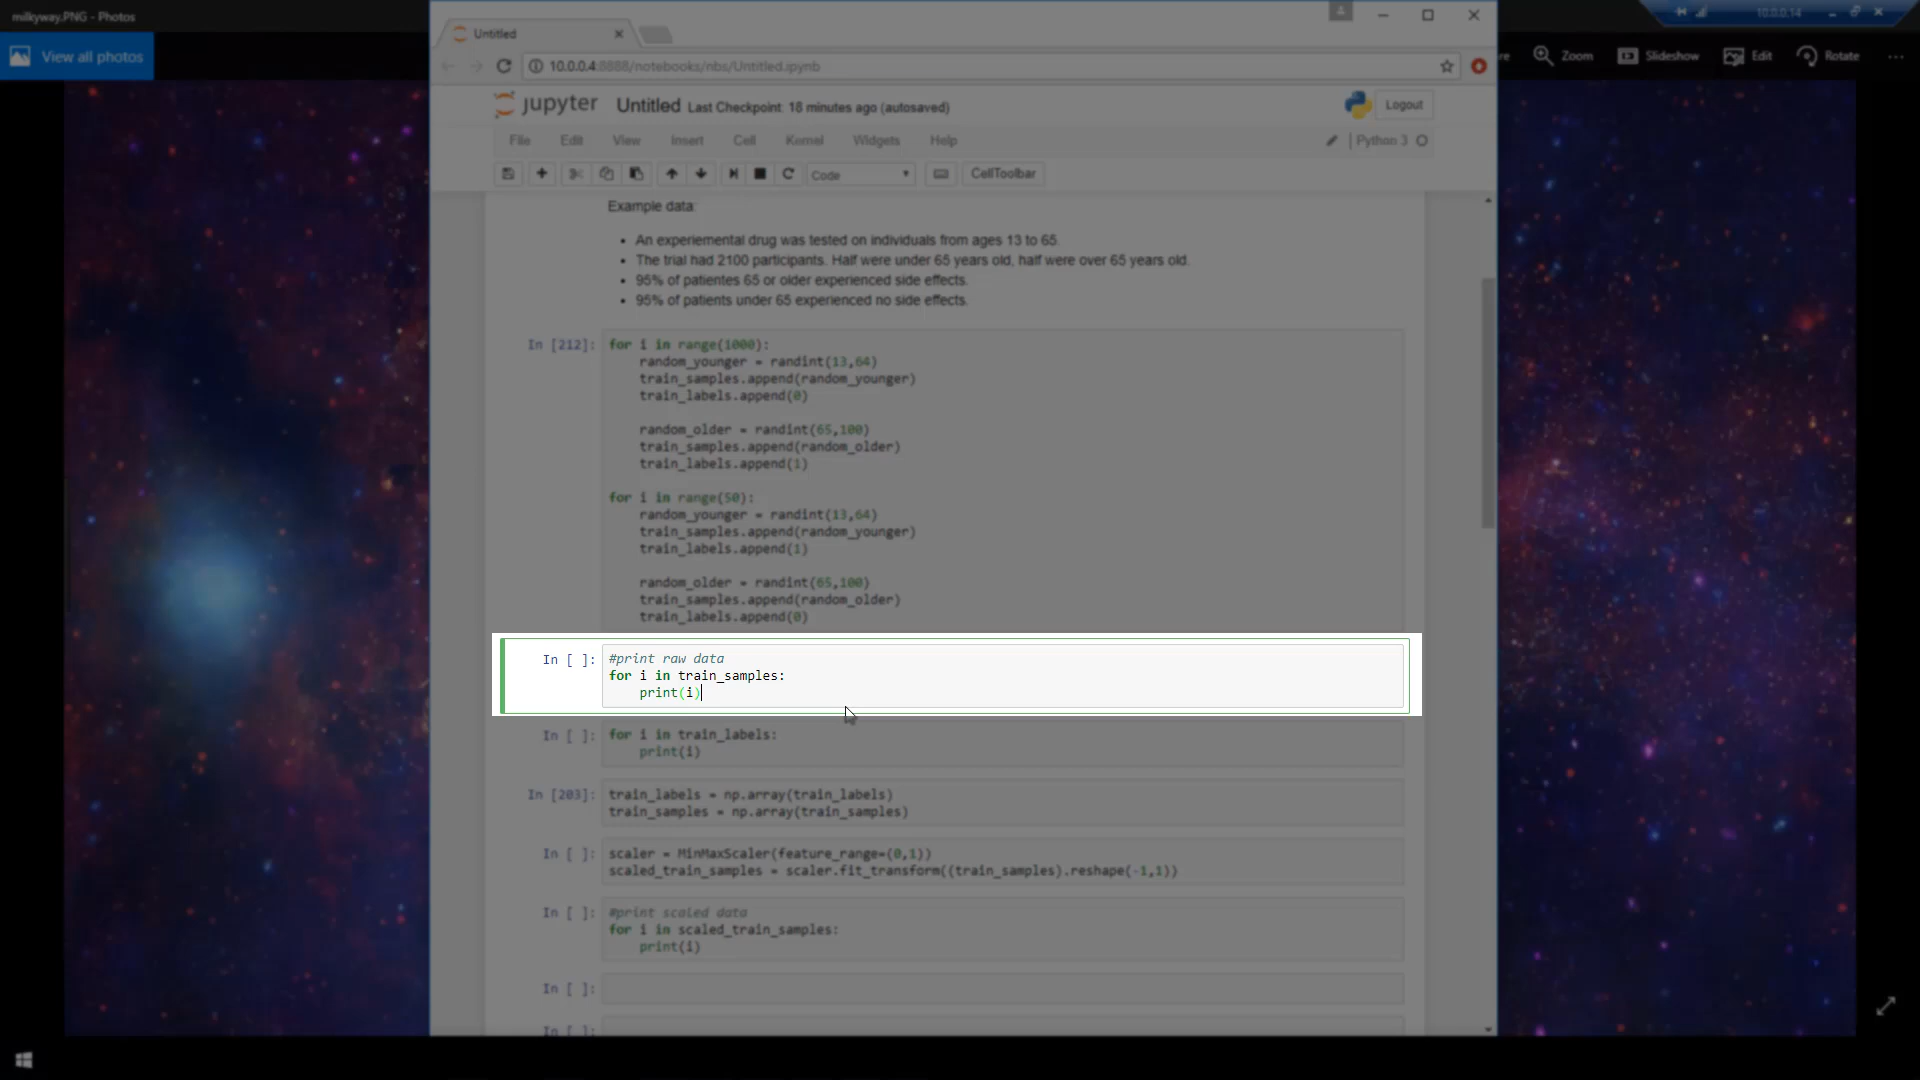 milkyway.PNG - Photos
View all photos
10.0.0.14
re
Zoom
Slideshow
Edit
Rotate
Untitled
10.0.0.4:8888/notebooks/nbs/Untitled.ipynb
jupyter Untitled Last Checkpoint: 18 minutes ago (autosaved)
Logout
File Edit View Insert Cell Kernel Widgets Help
Python 3
Code
CellToolbar
Example data:
• An experiemental drug was tested on individuals from ages 13 to 65.
• The trial had 2100 participants. Half were under 65 years old, half were over 65 years old.
• 95% of patientes 65 or older experienced side effects.
• 95% of patients under 65 experienced no side effects.
In [212]: for i in range(1000):
    random_younger = randint(13,64)
    train_samples.append(random_younger)
    train_labels.append(0)
    random_older = randint(65,100)
    train_samples.append(random_older)
    train_labels.append(1)
for i in range(50):
    random_younger = randint(13,64)
    train_samples.append(random_younger)
    train_labels.append(1)
    random_older = randint(65,100)
    train_samples.append(random_older)
    train_labels.append(0)
In [ ]: #print raw data
for i in train_samples:
    print(i)
In [ ]: for i in train_labels:
    print(i)
In [203]: train_labels = np.array(train_labels)
train_samples = np.array(train_samples)
In [ ]: scaler = MinMaxScaler(feature_range=(0,1))
scaled_train_samples = scaler.fit_transform((train_samples).reshape(-1,1))
In [ ]: #print scaled data
for i in scaled_train_samples:
    print(i)
In [ ]:
In [ ]: